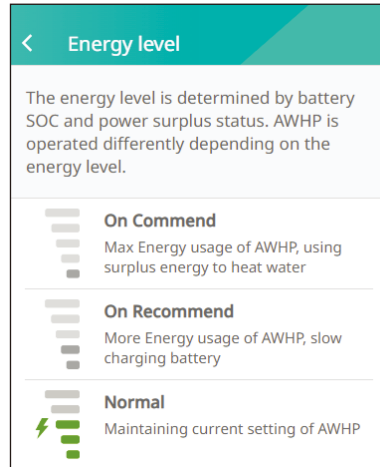 Energy level
The energy level is determined by battery
SOC and power surplus status. AWHP is
operated differently depending on the
energy level.
On Commend
Max Energy usage of AWHP, using
surplus energy to heat water
On Recommend
More Energy usage of AWHP, slow
charging battery
Normal
Maintaining current setting of AWHP